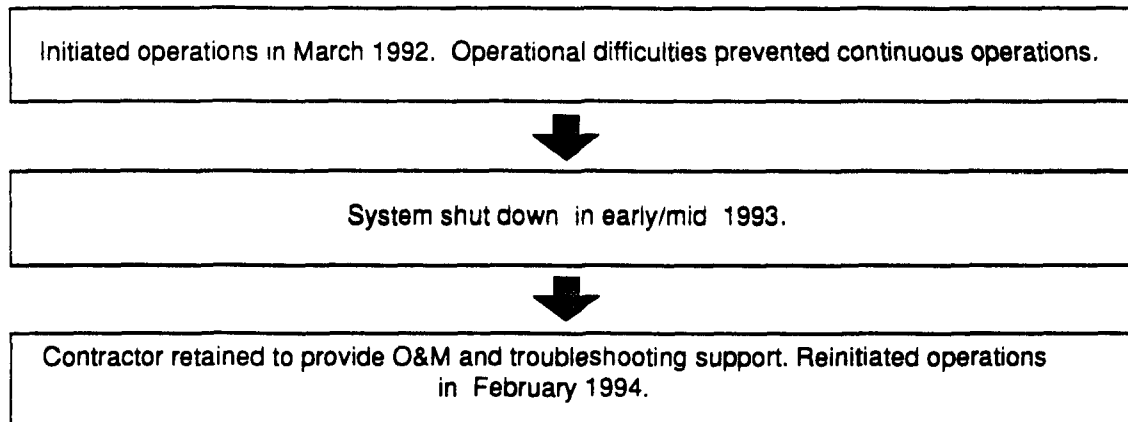 Initiated operations in March 1992. Operational difficulties prevented continuous operations.
System shut down in early/mid 1993.
Contractor retained to provide O&M and troubleshooting support. Reinitiated operations
in February 1994.